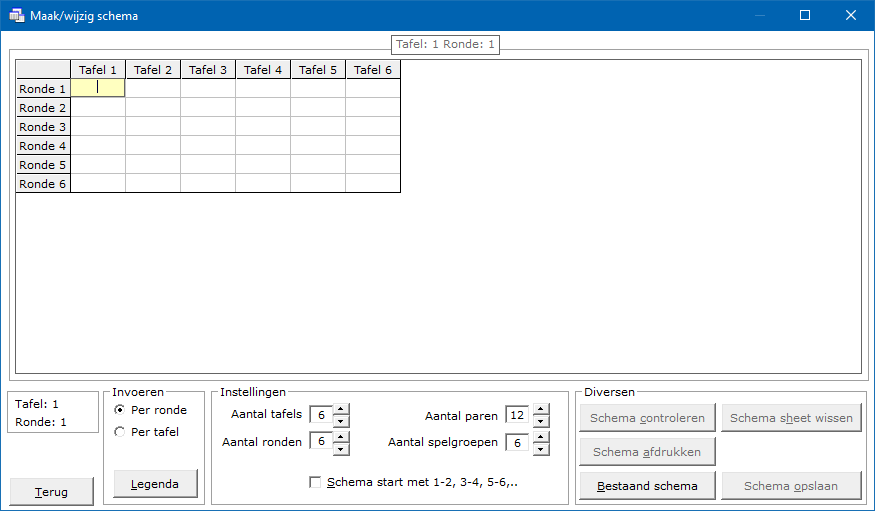 Maak/wijzig schema
Tafel: 1 Ronde: 1
Tafel 1 Tafel 2 Tafel 3 Tafel 4 Tafel 5 Tafel 6
Ronde 1
Ronde 2
Ronde 3
Ronde 4
Ronde 5
Ronde 6
Tafel: 1
Ronde: 1
Terug
Invoeren
Per ronde
Per tafel
Legenda
Instellingen
Aantal tafels 6 Aantal paren 12
Aantal ronden 6 Aantal spelgroepen 6
Schema start met 1-2, 3-4, 5-6,..
Diversen
Schema controleren Schema sheet wissen
Schema afdrukken
Bestaand schema Schema opslaan